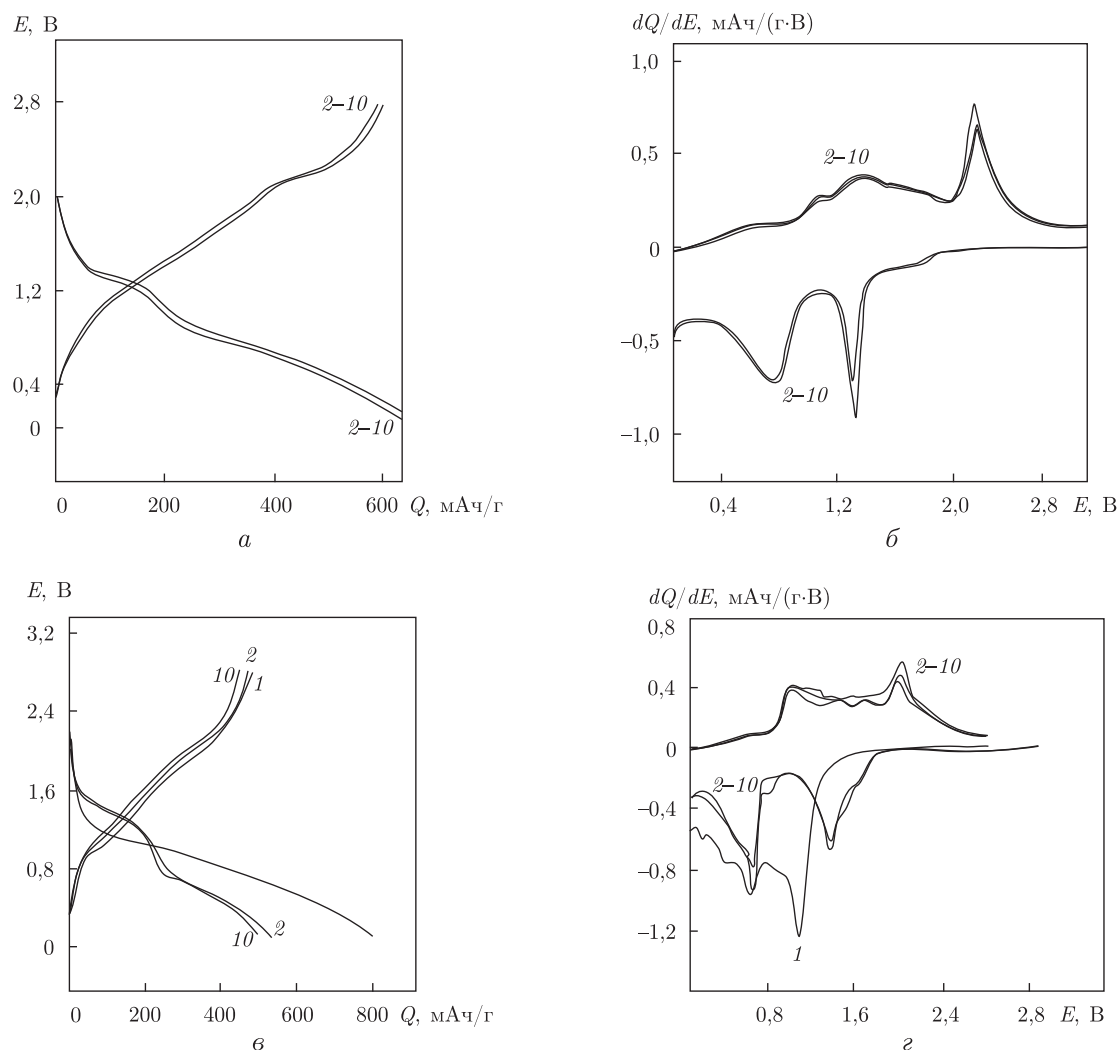 E, В
2,8
2,0
1,2
0,4
0
2–10
2–10
0 200 400 600 Q, мАч/г
а
dQ/dE, мАч/(г·В)
1,0
0,5
0
−0,5
−1,0
2–10
2–10
0,4 1,2 2,0 2,8 E, В
б
E, В
3,2
2,4
1,6
0,8
0
10 2 1
10 2
0 200 400 600 800 Q, мАч/г
в
dQ/dE, мАч/(г·В)
0,8
0,4
0
−0,4
−0,8
−1,2
2–10
2–10
1
0,8 1,6 2,4 2,8 E, В
г